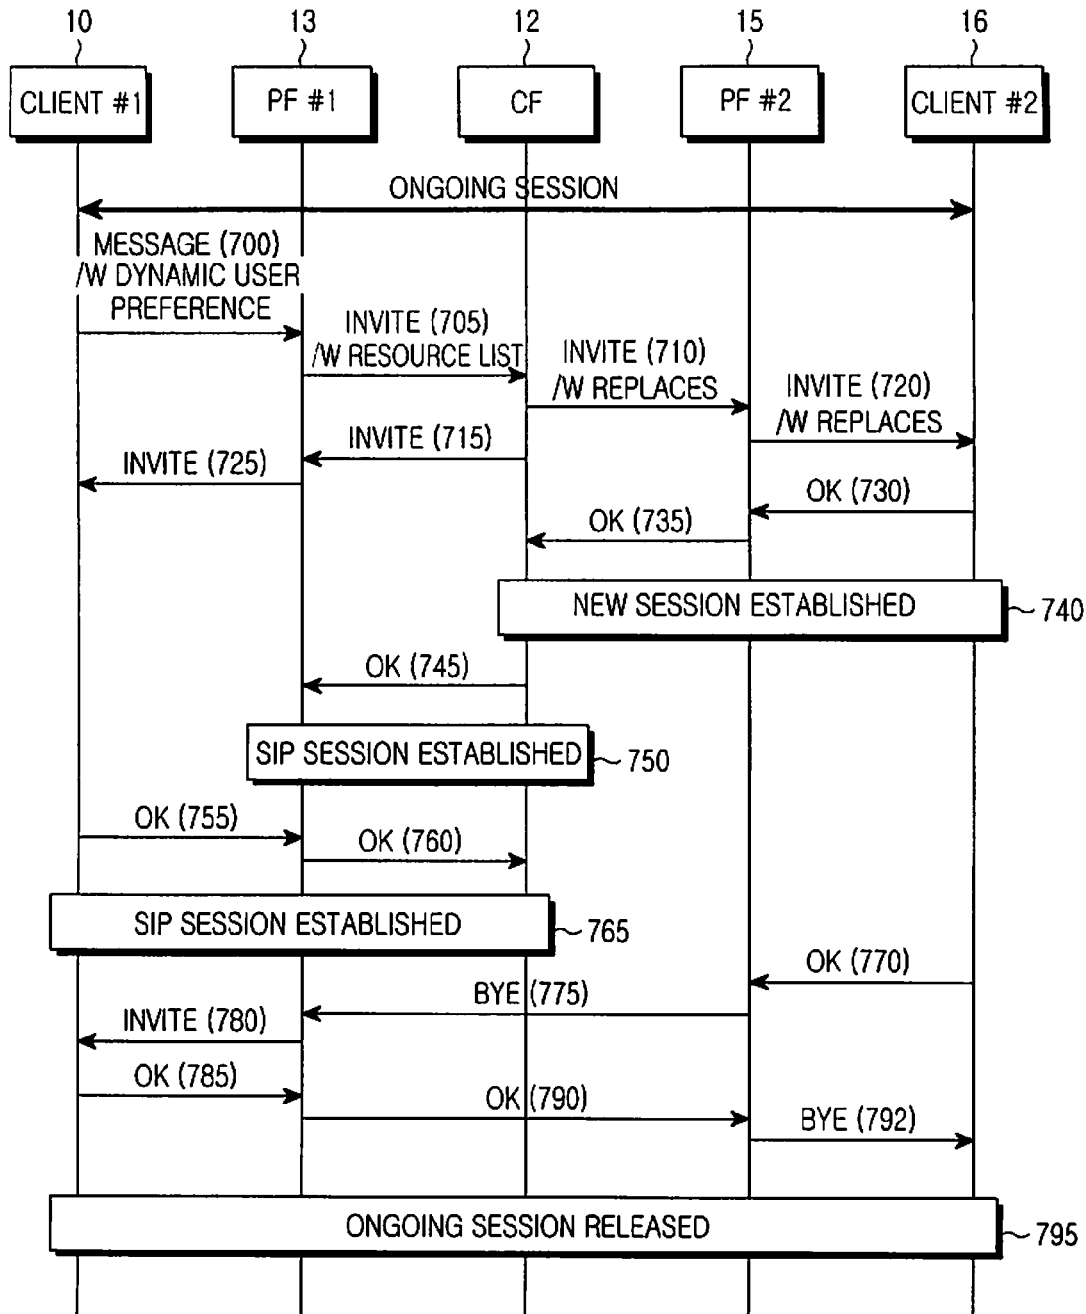 10
13
12
15
16
CLIENT #1
PF #1
CF
PF #2
CLIENT #2
ONGOING SESSION
MESSAGE (700)
/W DYNAMIC USER
PREFERENCE
INVITE (705)
/W RESOURCE LIST
INVITE (710)
/W REPLACES
INVITE (720)
/W REPLACES
INVITE (715)
INVITE (725)
OK (730)
OK (735)
NEW SESSION ESTABLISHED
740
OK (745)
SIP SESSION ESTABLISHED
750
OK (755)
OK (760)
SIP SESSION ESTABLISHED
765
OK (770)
BYE (775)
INVITE (780)
OK (785)
OK (790)
BYE (792)
ONGOING SESSION RELEASED
795